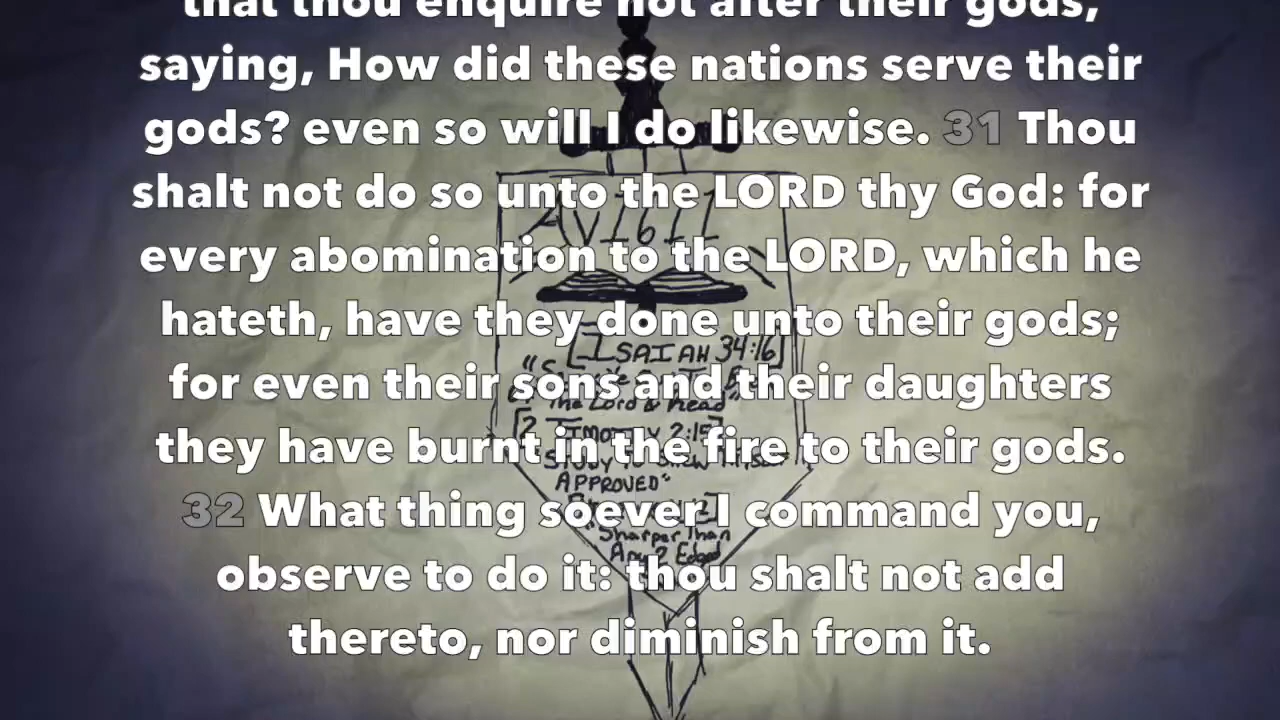 that thou enquire not after their gods,
saying, How did these nations serve their
gods? even so will I do likewise. 31 Thou
shalt not do so unto the LORD thy God: for
every abomination to the LORD, which he
hateth, have they done unto their gods;
for even their sons and their daughters
they have burnt in the fire to their gods.
32 What thing soever I command you,
observe to do it: thou shalt not add
thereto, nor diminish from it.
AV1611
[ISAIAH 34:16]
The Lord & Read"
[2 TIMOTHY 2:15]
STUDY TO
APPROVED"
"Sharper Than
Any 2 Edged